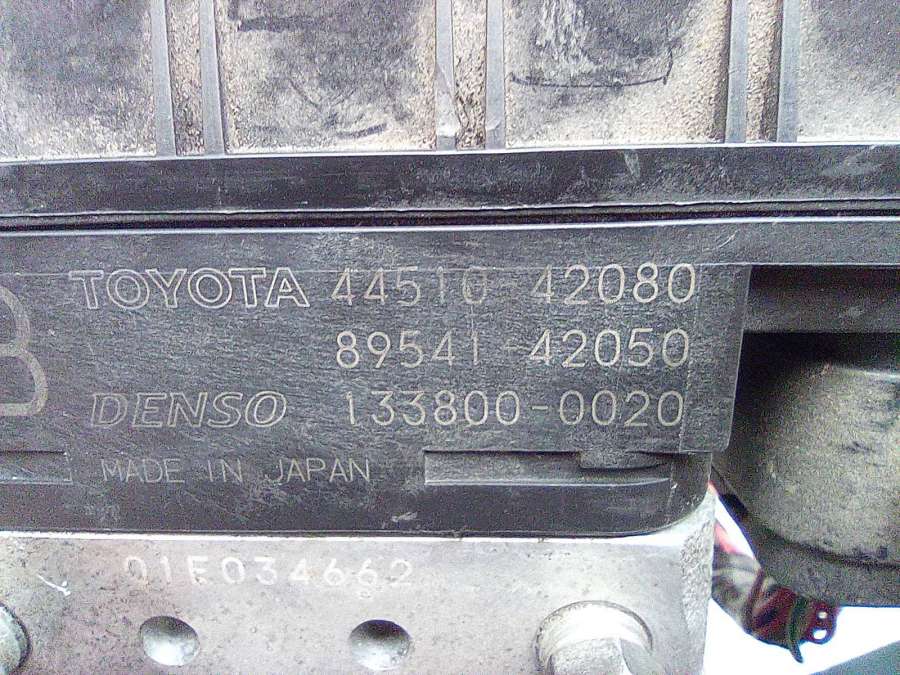 TOYOTA 44510-42080
89541-42050
B
DENSO 133800-0020
MADE IN JAPAN
01E034662